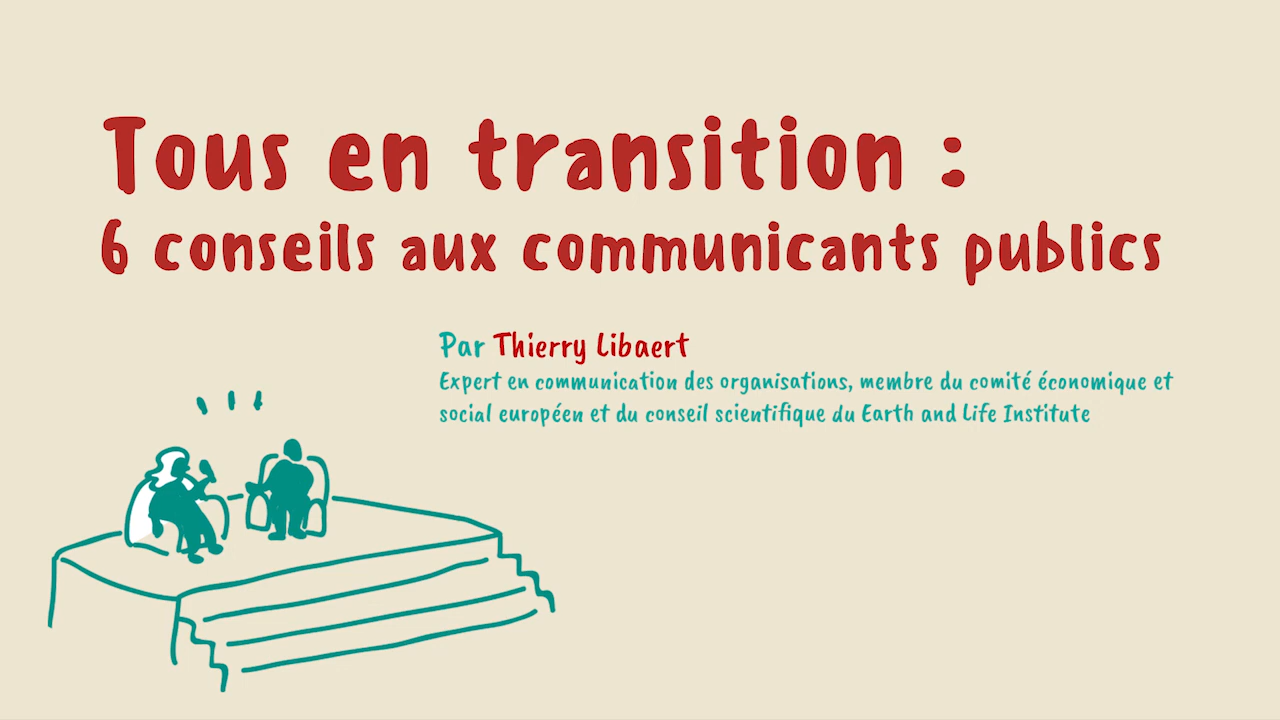 Tous en transition :
6 conseils aux communicants publics
Par Thierry Libaert
Expert en communication des organisations, membre du comité économique et
social européen et du conseil scientifique du Earth and Life Institute